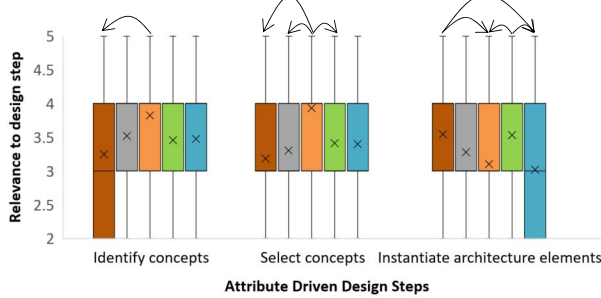 Relevance to design step
5
4.5
4
3.5
3
2.5
2
Identify concepts
Select concepts
Instantiate architecture elements
Attribute Driven Design Steps